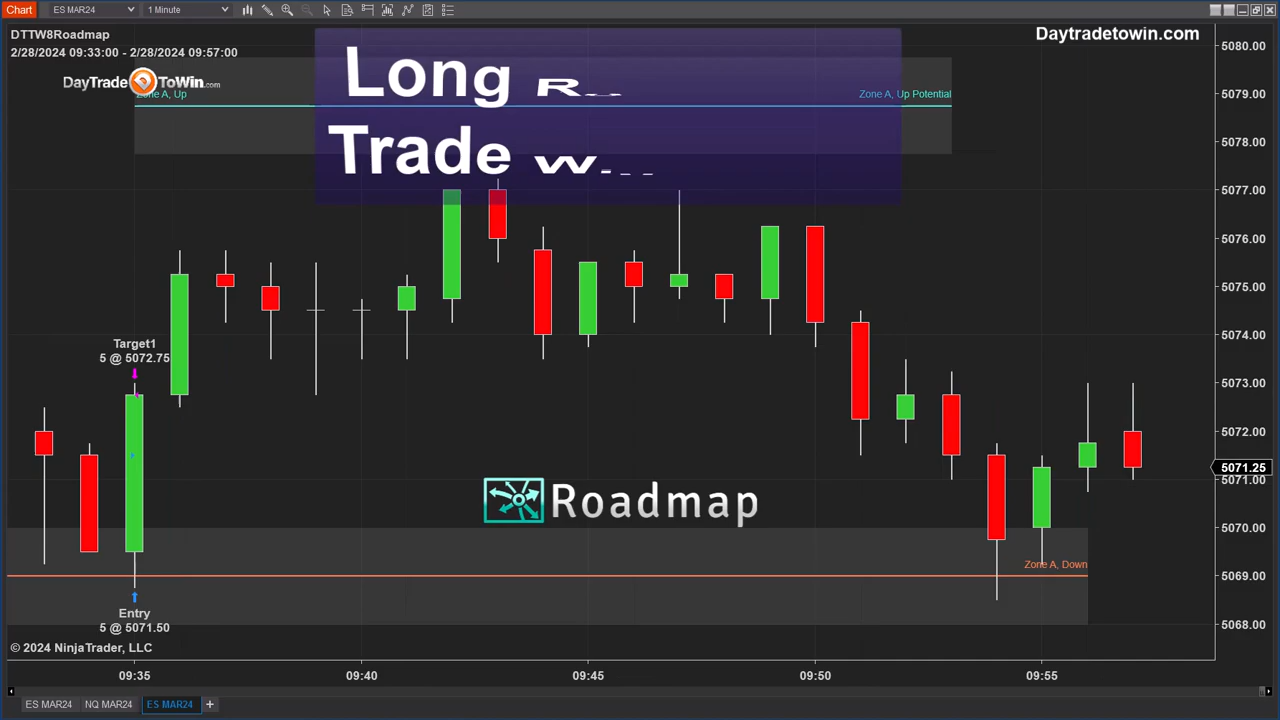 Chart ES MAR24 1 Minute
DTTW8Roadmap
2/28/2024 09:33:00 - 2/28/2024 09:57:00
Daytradetowin.com
DayTradeToWin.com
Zone A, Up
Zone A, Up Potential
Long R
Trade W
5080.00
5079.00
5078.00
5077.00
5076.00
5075.00
5074.00
5073.00
5072.00
5071.25
5071.00
5070.00
5069.00
5068.00
Target1
5 @ 5072.75
Roadmap
Zone A, Down
Entry
5 @ 5071.50
© 2024 NinjaTrader, LLC
09:35 09:40 09:45 09:50 09:55
ES MAR24 NQ MAR24 ES MAR24 +